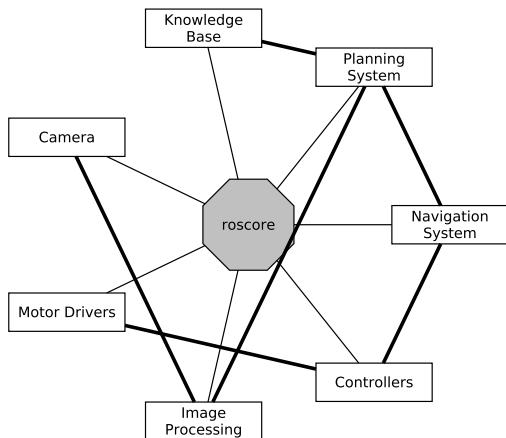 Knowledge
Base
Planning
System
Camera
roscore
Navigation
System
Motor Drivers
Controllers
Image
Processing